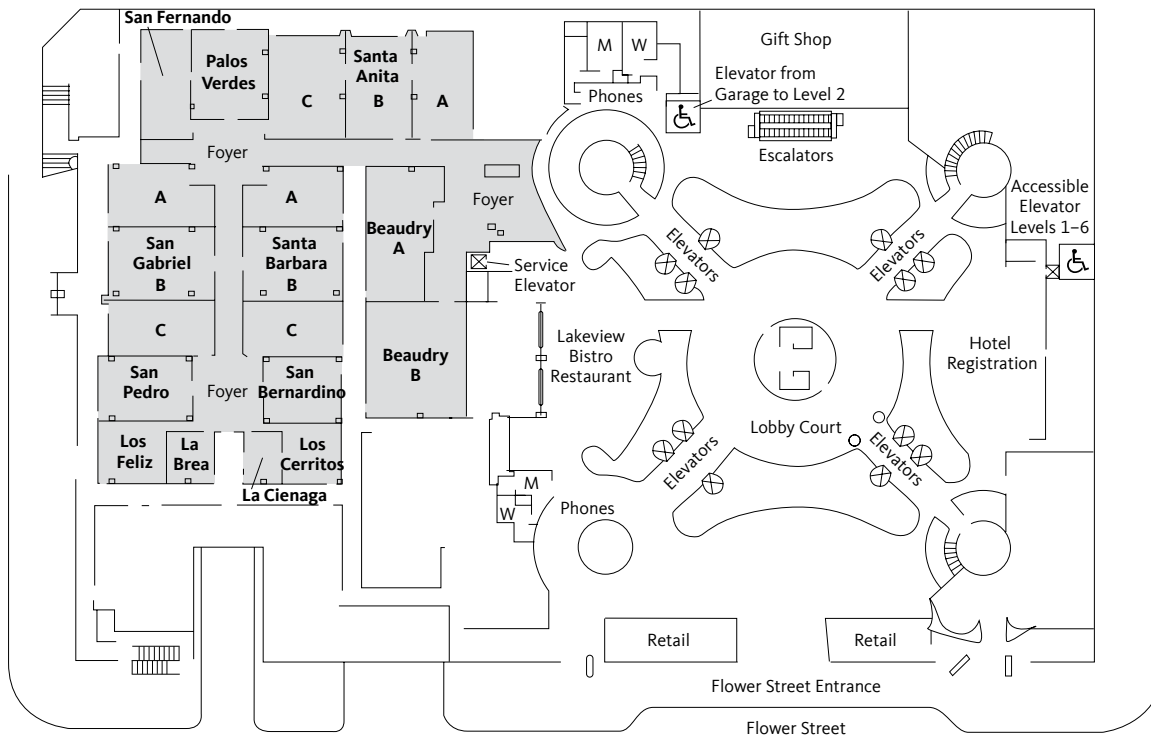 San Fernando
Palos
Verdes
Santa
Anita
C
B
A
M
W
Phones
Gift Shop
Elevator from
Garage to Level 2
Escalators
Foyer
Foyer
A
A
San
Gabriel
B
Santa
Barbara
B
C
C
Beaudry
A
Service
Elevator
Elevators
Elevators
Accessible
Elevator
Levels 1–6
Beaudry
B
Lakeview
Bistro
Restaurant
Hotel
Registration
San
Pedro
Foyer
San
Bernardino
Los
Feliz
La
Brea
Los
Cerritos
La Cienaga
Lobby Court
Elevators
Elevators
M
W
Phones
Retail
Retail
Flower Street Entrance
Flower Street